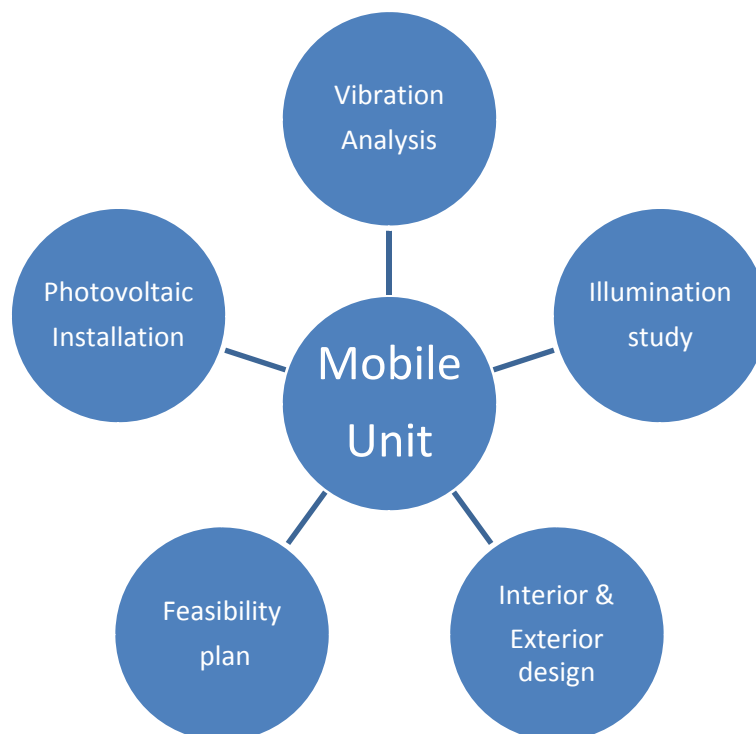 Vibration
Analysis
Photovoltaic
Installation
Illumination
study
Mobile
Unit
Feasibility
plan
Interior &
Exterior
design